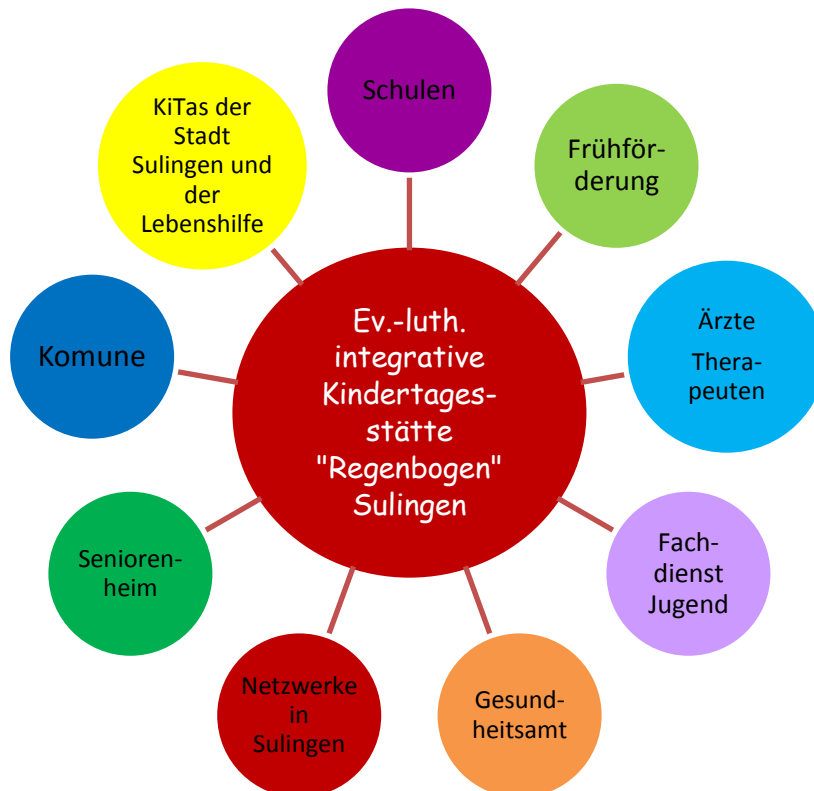 Schulen
KiTas der
Stadt
Sulingen und
der
Lebenshilfe
Frühför-
derung
Ärzte
Thera-
peuten
Komune
Ev.-luth.
integrative
Kindertages-
stätte
"Regenbogen"
Sulingen
Senioren-
heim
Fach-
dienst
Jugend
Netzwerke
in
Sulingen
Gesund-
heitsamt